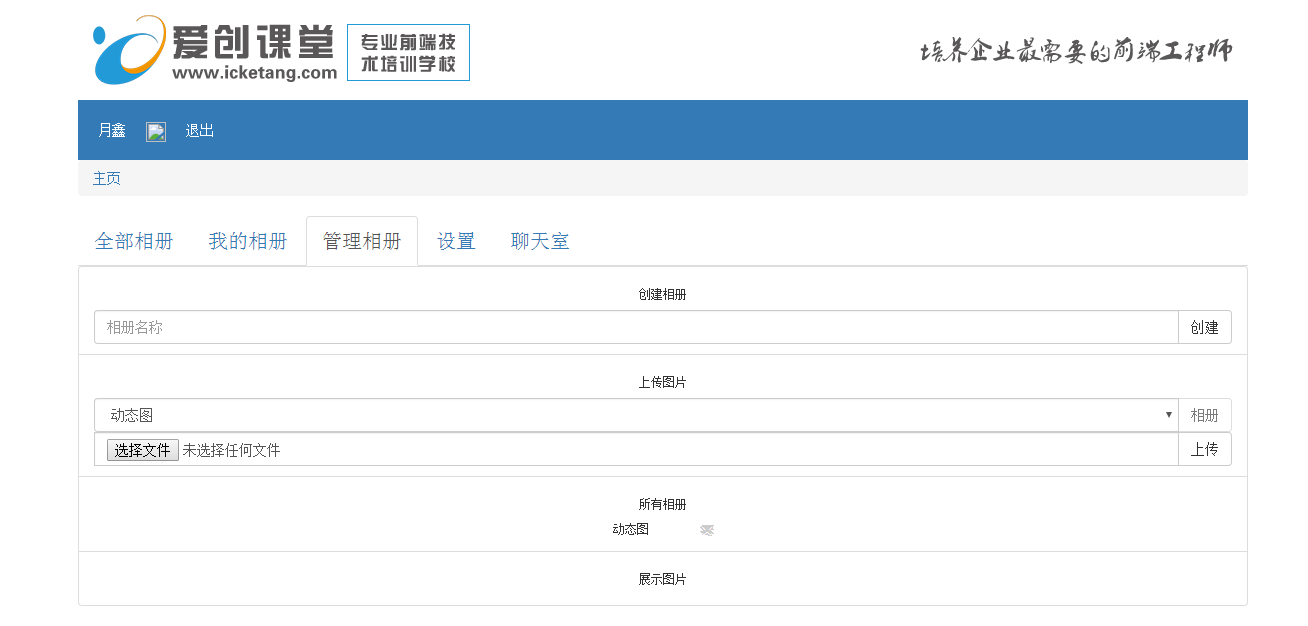 爱创课堂
www.icketang.com
专业前端技
术培训学校
培养企业最需要的前端工程师
月鑫 退出
主页
全部相册 我的相册 管理相册 设置 聊天室
创建相册
相册名称 创建
上传图片
动态图 相册
选择文件 未选择任何文件 上传
所有相册
动态图
展示图片